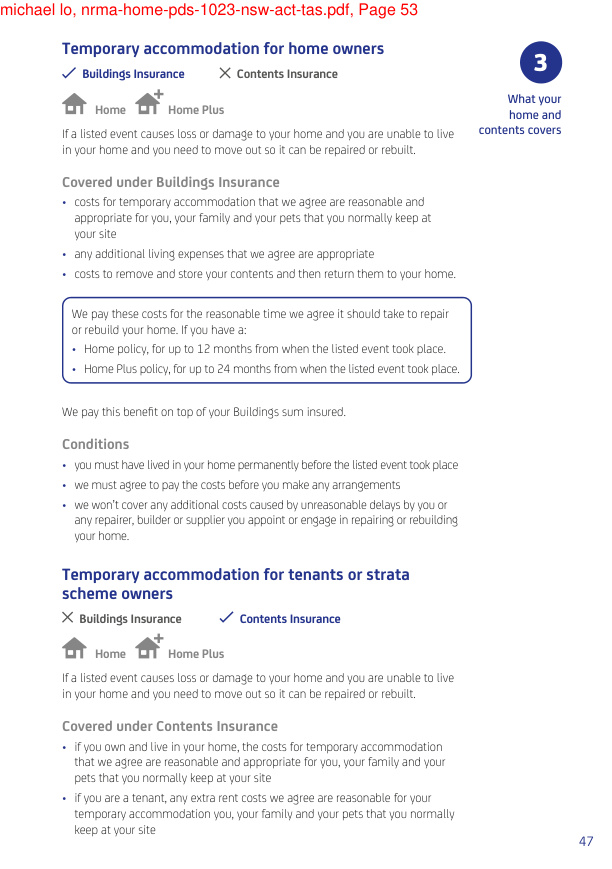 michael lo, nrma-home-pds-1023-nsw-act-tas.pdf, Page 53
Temporary accommodation for home owners
Buildings Insurance Contents Insurance
Home Home Plus
3
What your
home and
contents covers
If a listed event causes loss or damage to your home and you are unable to live
in your home and you need to move out so it can be repaired or rebuilt.
Covered under Buildings Insurance
• costs for temporary accommodation that we agree are reasonable and
appropriate for you, your family and your pets that you normally keep at
your site
• any additional living expenses that we agree are appropriate
• costs to remove and store your contents and then return them to your home.
We pay these costs for the reasonable time we agree it should take to repair
or rebuild your home. If you have a:
• Home policy, for up to 12 months from when the listed event took place.
• Home Plus policy, for up to 24 months from when the listed event took place.
We pay this benefit on top of your Buildings sum insured.
Conditions
• you must have lived in your home permanently before the listed event took place
• we must agree to pay the costs before you make any arrangements
• we won't cover any additional costs caused by unreasonable delays by you or
any repairer, builder or supplier you appoint or engage in repairing or rebuilding
your home.
Temporary accommodation for tenants or strata
scheme owners
Buildings Insurance Contents Insurance
Home Home Plus
If a listed event causes loss or damage to your home and you are unable to live
in your home and you need to move out so it can be repaired or rebuilt.
Covered under Contents Insurance
• if you own and live in your home, the costs for temporary accommodation
that we agree are reasonable and appropriate for you, your family and your
pets that you normally keep at your site
• if you are a tenant, any extra rent costs we agree are reasonable for your
temporary accommodation you, your family and your pets that you normally
keep at your site
47